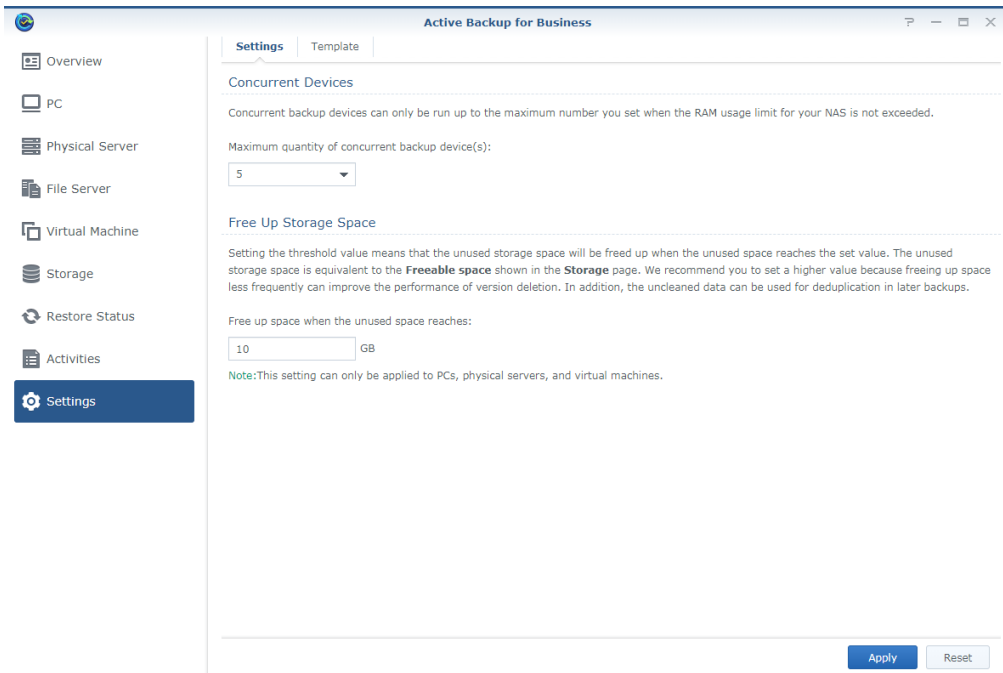 Active Backup for Business
Overview
PC
Physical Server
File Server
Virtual Machine
Storage
Restore Status
Activities
Settings
Settings Template
Concurrent Devices
Concurrent backup devices can only be run up to the maximum number you set when the RAM usage limit for your NAS is not exceeded.
Maximum quantity of concurrent backup device(s):
5
Free Up Storage Space
Setting the threshold value means that the unused storage space will be freed up when the unused space reaches the set value. The unused
storage space is equivalent to the Freeable space shown in the Storage page. We recommend you to set a higher value because freeing up space
less frequently can improve the performance of version deletion. In addition, the uncleaned data can be used for deduplication in later backups.
Free up space when the unused space reaches:
10 GB
Note:This setting can only be applied to PCs, physical servers, and virtual machines.
Apply Reset